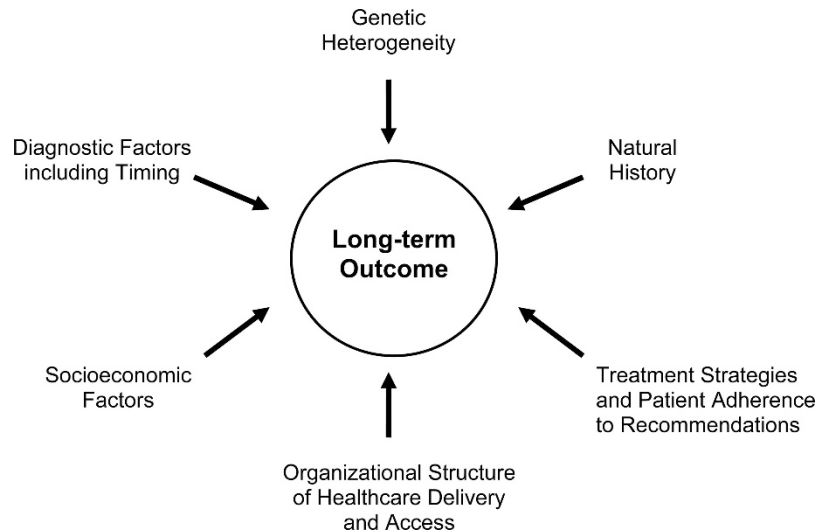 Genetic
Heterogeneity
Diagnostic Factors
including Timing
Natural
History
Long-term
Outcome
Socioeconomic
Factors
Treatment Strategies
and Patient Adherence
to Recommendations
Organizational Structure
of Healthcare Delivery
and Access